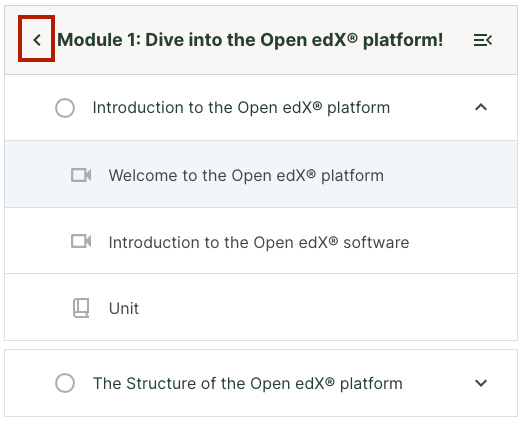 Module 1: Dive into the Open edX® platform!
Introduction to the Open edX® platform
Welcome to the Open edX® platform
Introduction to the Open edX® software
Unit
The Structure of the Open edX® platform